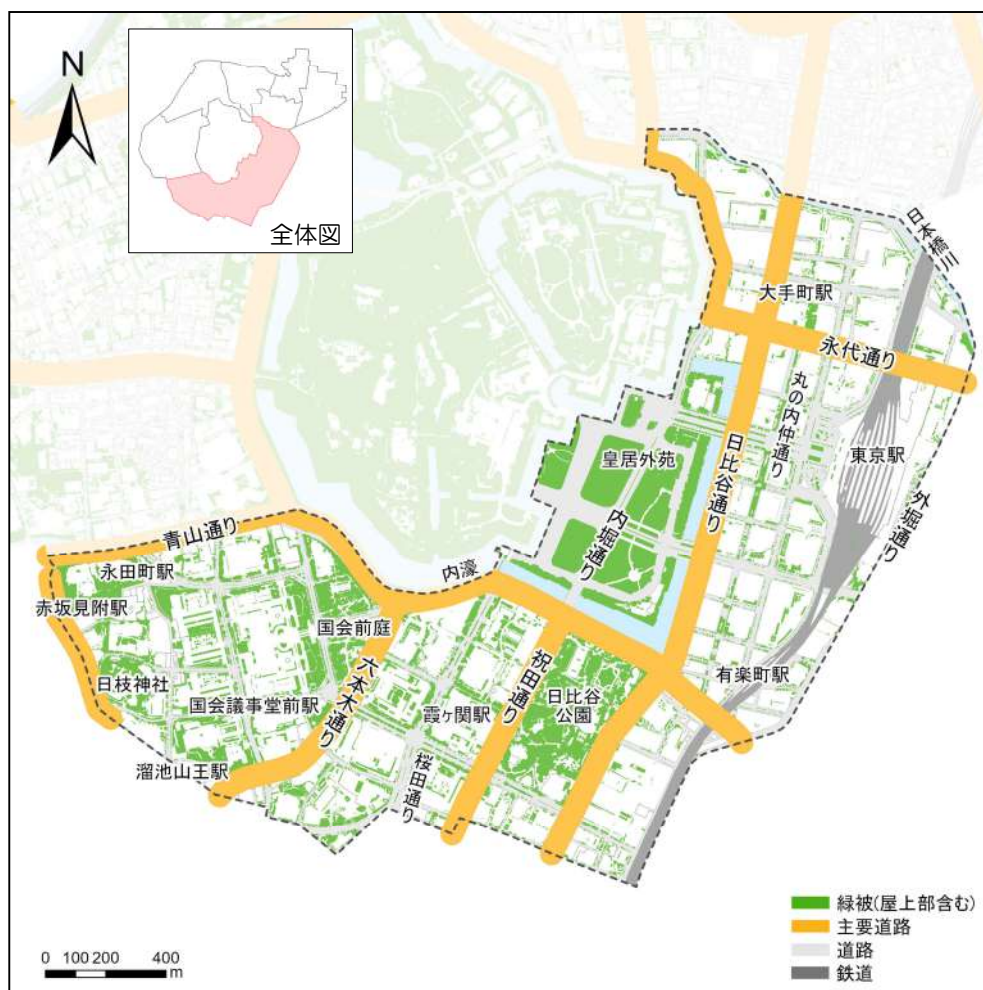 N
全体図
日本橋川
大手町駅
永代通り
丸の内仲通り
東京駅
皇居外苑
日比谷通り
外堀通り
内堀通り
青山通り
内濠
永田町駅
赤坂見附駅
国会前庭
日枝神社
国会議事堂前駅
六本木通り
霞ヶ関駅
祝田通り
日比谷
公園
有楽町駅
溜池山王駅
桜田通り
緑被(屋上部含む)
主要道路
道路
鉄道
0 100 200 400
m